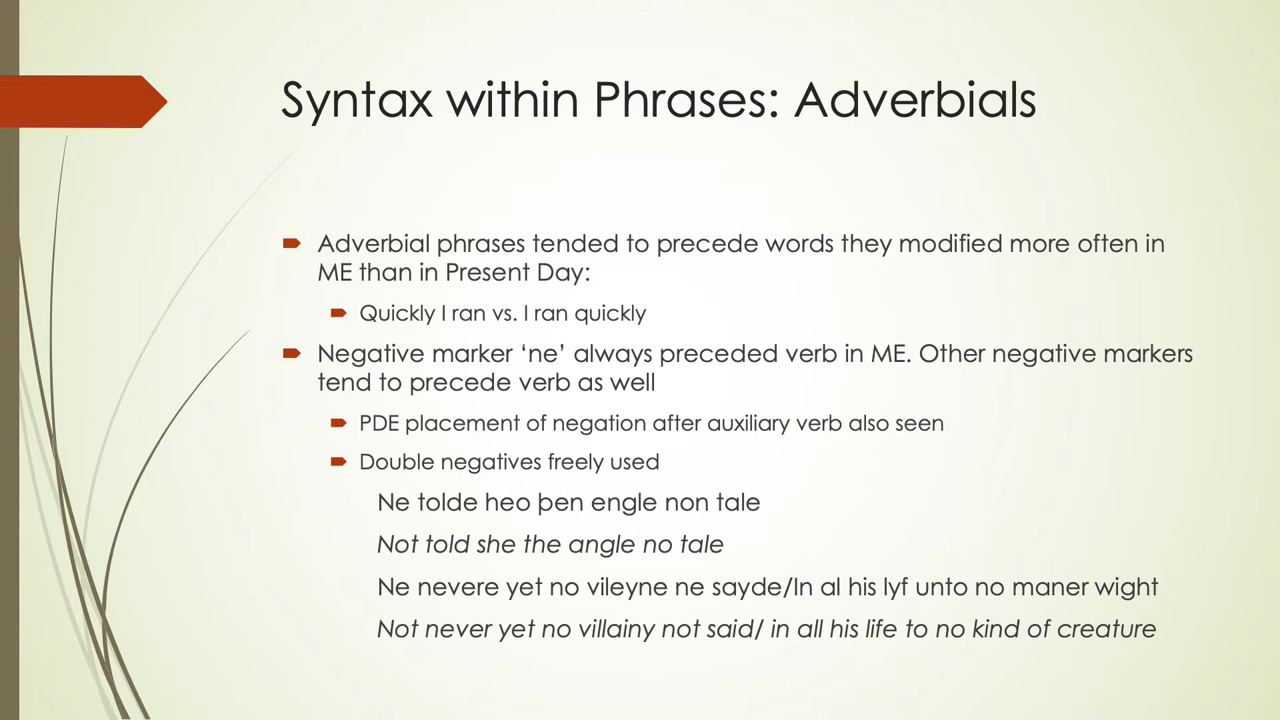 Syntax within Phrases: Adverbials
Adverbial phrases tended to precede words they modified more often in
ME than in Present Day:
Quickly I ran vs. I ran quickly
Negative marker ‘ne’ always preceded verb in ME. Other negative markers
tend to precede verb as well
PDE placement of negation after auxiliary verb also seen
Double negatives freely used
Ne tolde heo þen engle non tale
Not told she the angle no tale
Ne nevere yet no vileyne ne sayde/In al his lyf unto no maner wight
Not never yet no villainy not said/ in all his life to no kind of creature